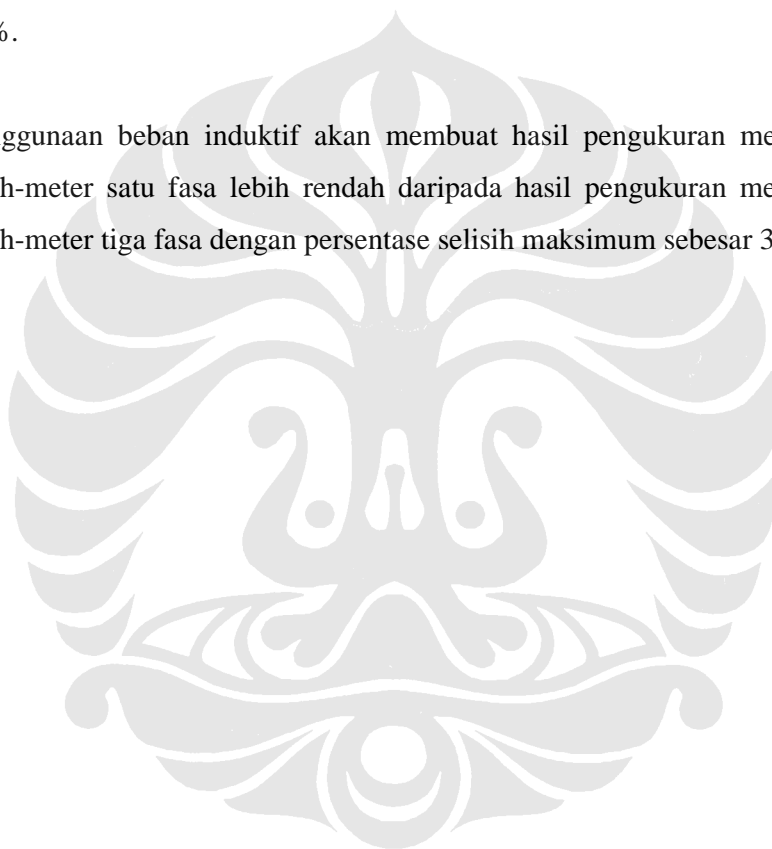 %.
nggunaan beban induktif akan membuat hasil pengukuran me
h-meter satu fasa lebih rendah daripada hasil pengukuran me
h-meter tiga fasa dengan persentase selisih maksimum sebesar 3